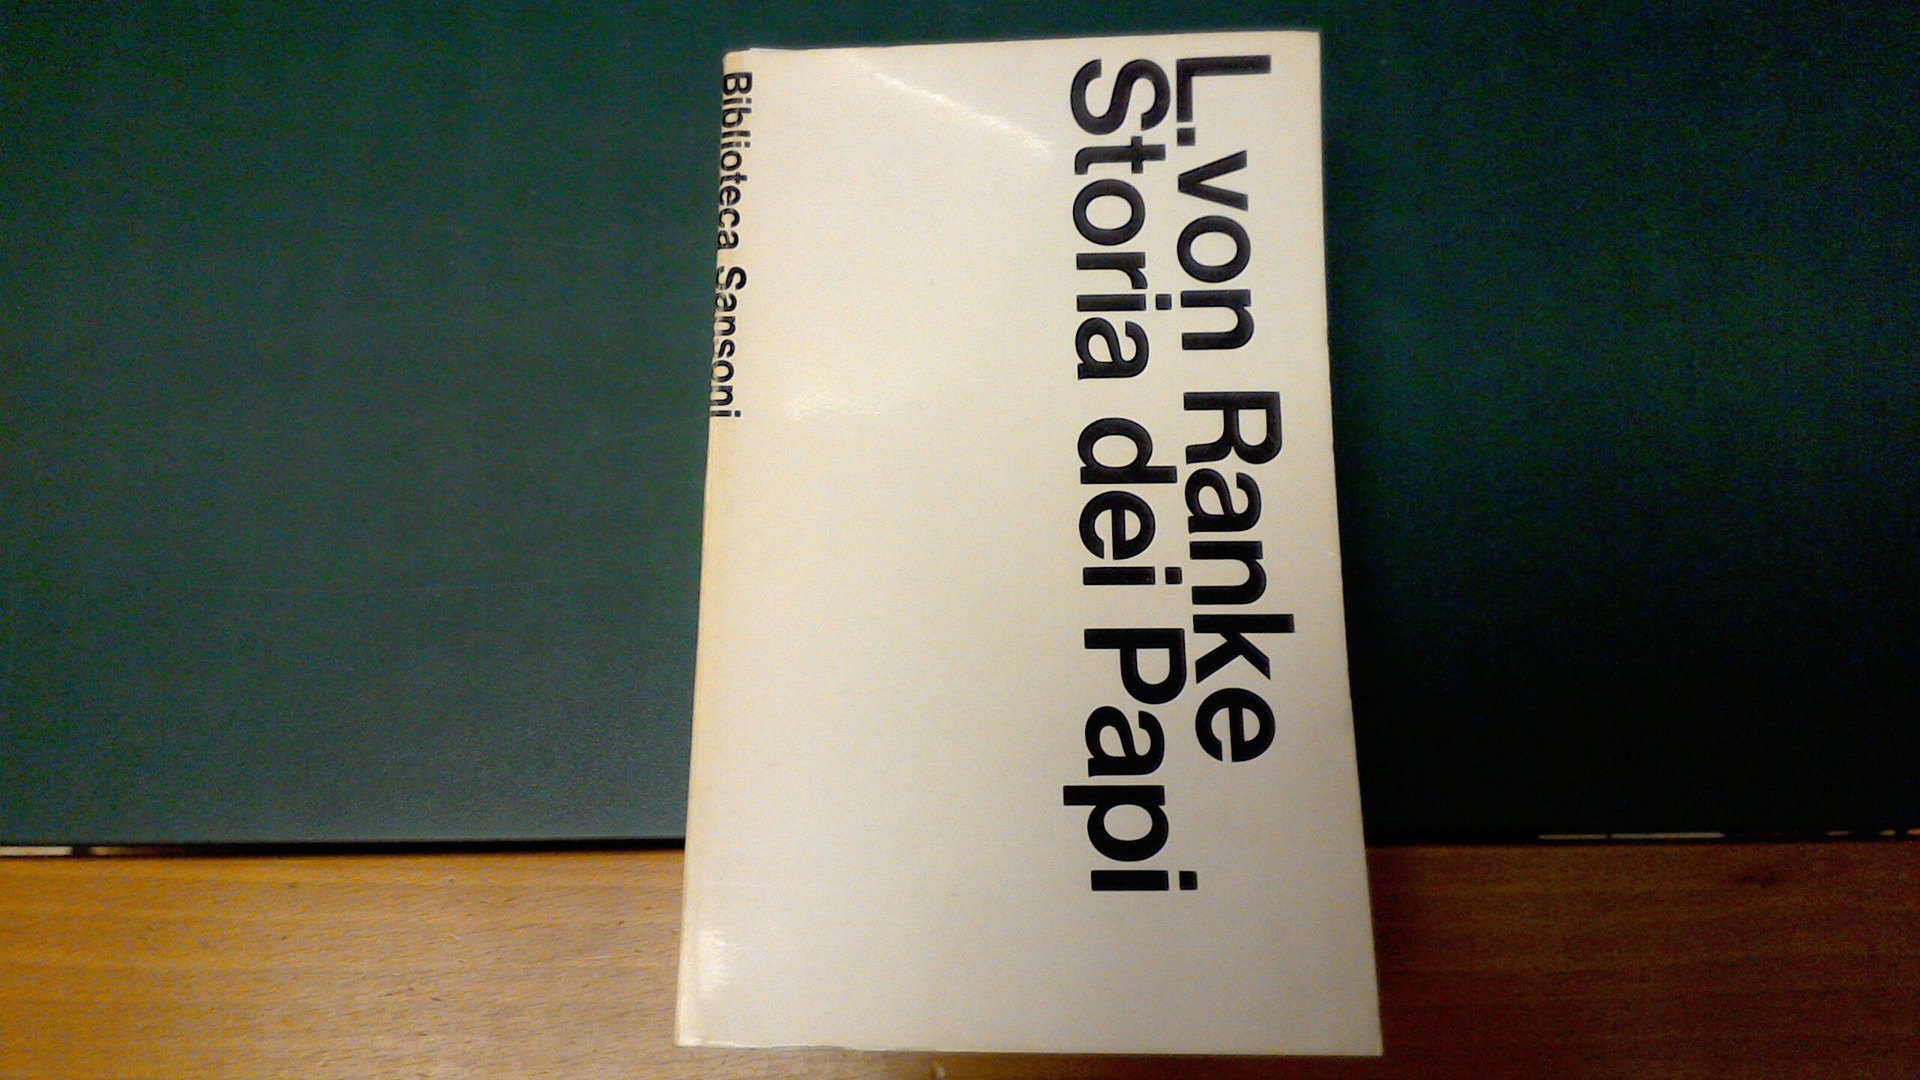 L. von Ranke
Storia dei Papi
Biblioteca Sansoni